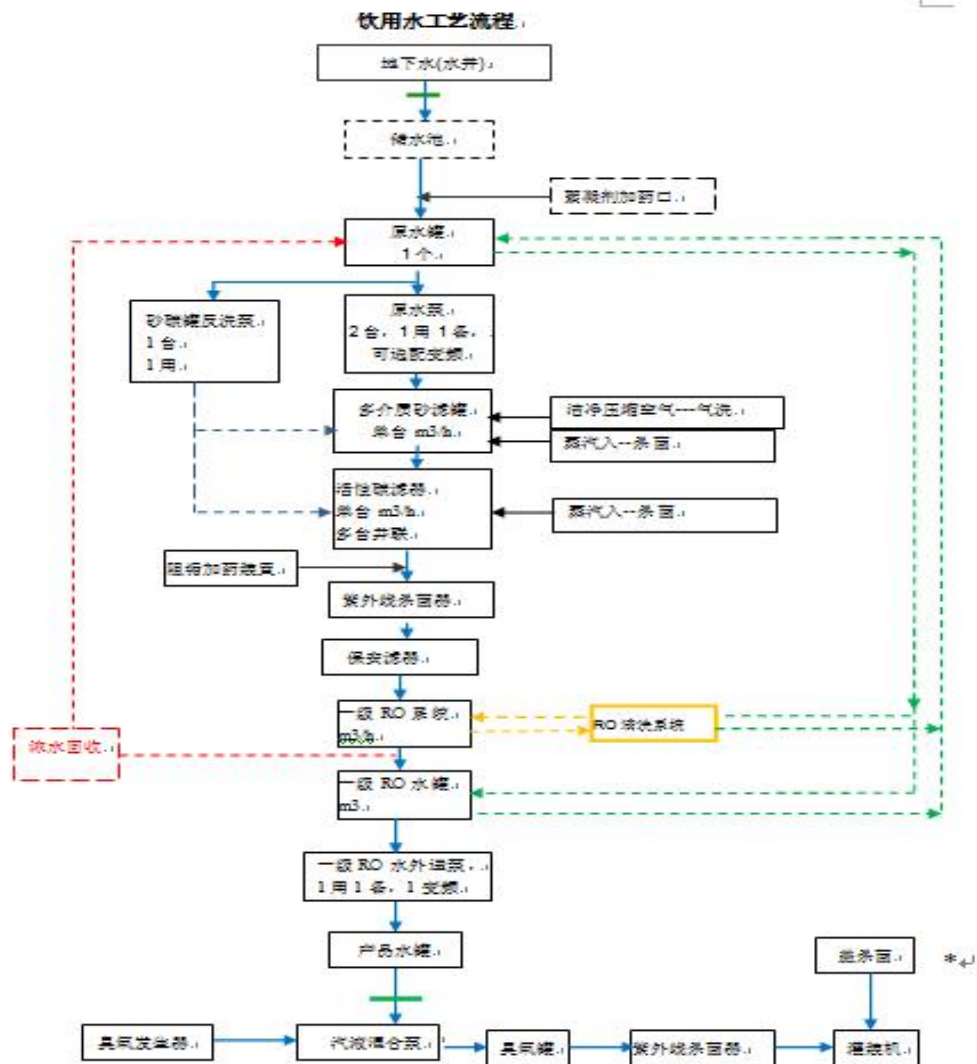 饮用水工艺流程
地下水(水井)
储水池
絮凝剂加药口
原水罐
1个
砂碳罐反洗泵
1台
1用
原水泵
2台，1用1备，
可选配变频
多介质砂滤罐
单台 m3/h
洁净压缩空气---气洗
蒸汽入--杀菌
活性碳滤器
单台 m3/h
多台并联
蒸汽入--杀菌
阻垢加药装置
紫外线杀菌器
保安滤器
一级 RO 系统
m3/h
RO 清洗系统
浓水回收
一级 RO 水罐
m3
一级 RO 水外送泵，
1用1备，1变频
产品水罐
盖杀菌
*
臭氧发生器
汽液混合泵
臭氧罐
紫外线杀菌器
灌装机